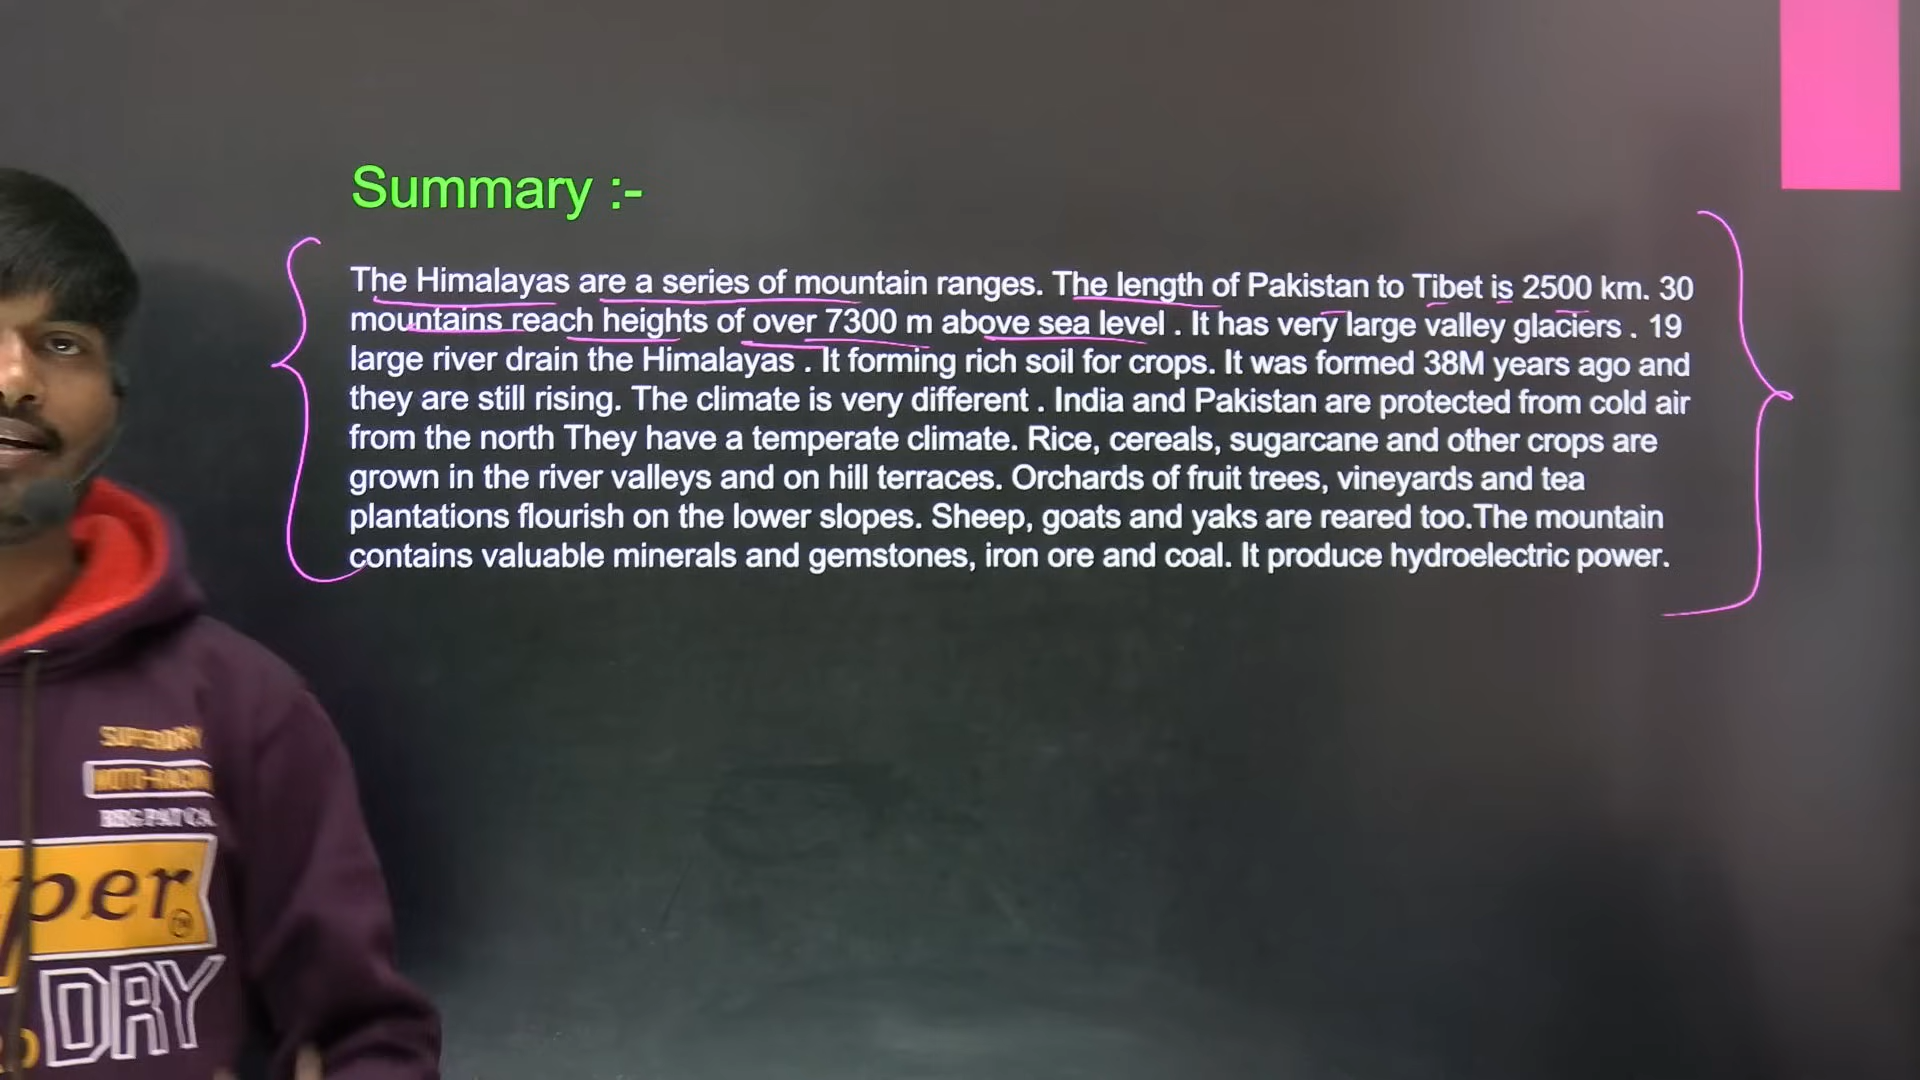 Summary :-
The Himalayas are a series of mountain ranges. The length of Pakistan to Tibet is 2500 km. 30
mountains reach heights of over 7300 m above sea level . It has very large valley glaciers . 19
large river drain the Himalayas . It forming rich soil for crops. It was formed 38M years ago and
they are still rising. The climate is very different . India and Pakistan are protected from cold air
from the north They have a temperate climate. Rice, cereals, sugarcane and other crops are
grown in the river valleys and on hill terraces. Orchards of fruit trees, vineyards and tea
plantations flourish on the lower slopes. Sheep, goats and yaks are reared too.The mountain
contains valuable minerals and gemstones, iron ore and coal. It produce hydroelectric power.
SUPERDRY
MOTO-RACIN
per
DRY